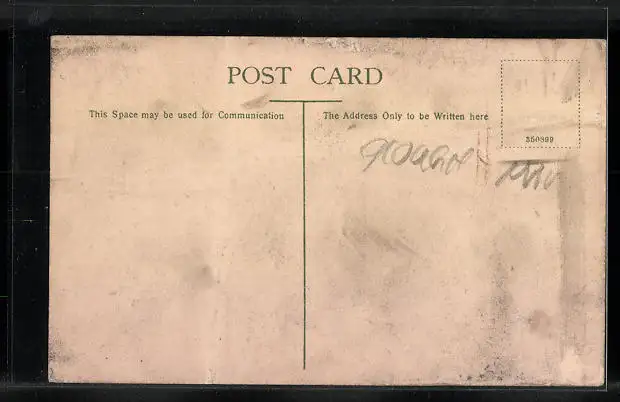 POST CARD
This Space may be used for Communication
The Address Only to be Written here
350899